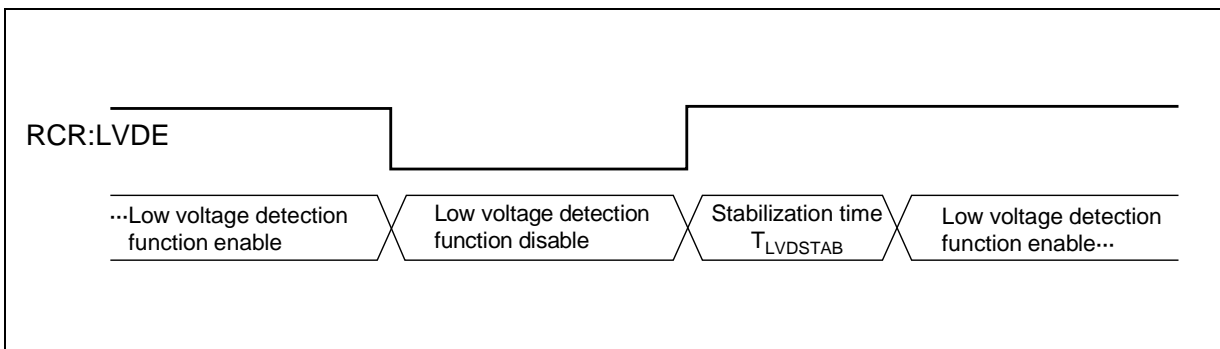 RCR:LVDE
···Low voltage detection
function enable
Low voltage detection
function disable
Stabilization time
TLVDSTAB
Low voltage detection
function enable···